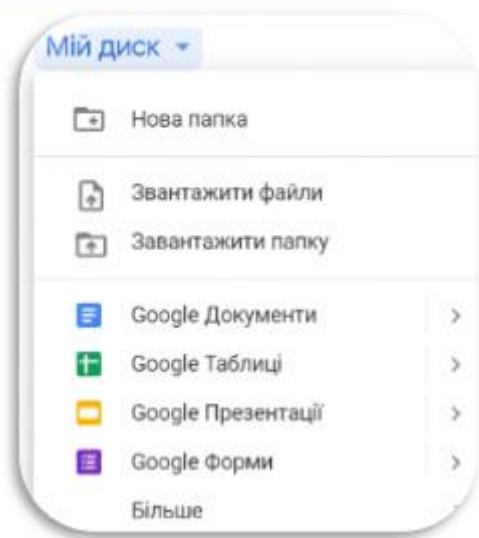 Мій диск
Нова папка
Звантажити файли
Завантажити папку
Google Документи
Google Таблиці
Google Презентації
Google Форми
Більше